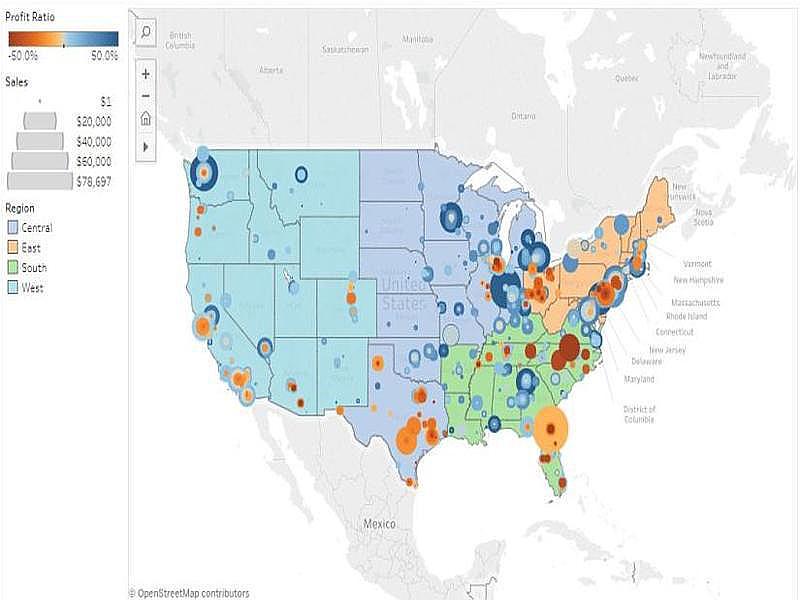 Profit Ratio
-50.0% 50.0%
Sales
$1
$20,000
$40,000
$60,000
$78,697
Region
Central
East
South
West
British
Columbia
Alberta
Saskatchewan
Manitoba
Ontario
Quebec
Newfoundland
and
Labrador
New
Brunswick
Nova
Scotia
United
States
Vermont
New Hampshire
Massachusetts
Rhode Island
Connecticut
New Jersey
Delaware
Maryland
District of
Columbia
Mexico
© OpenStreetMap contributors